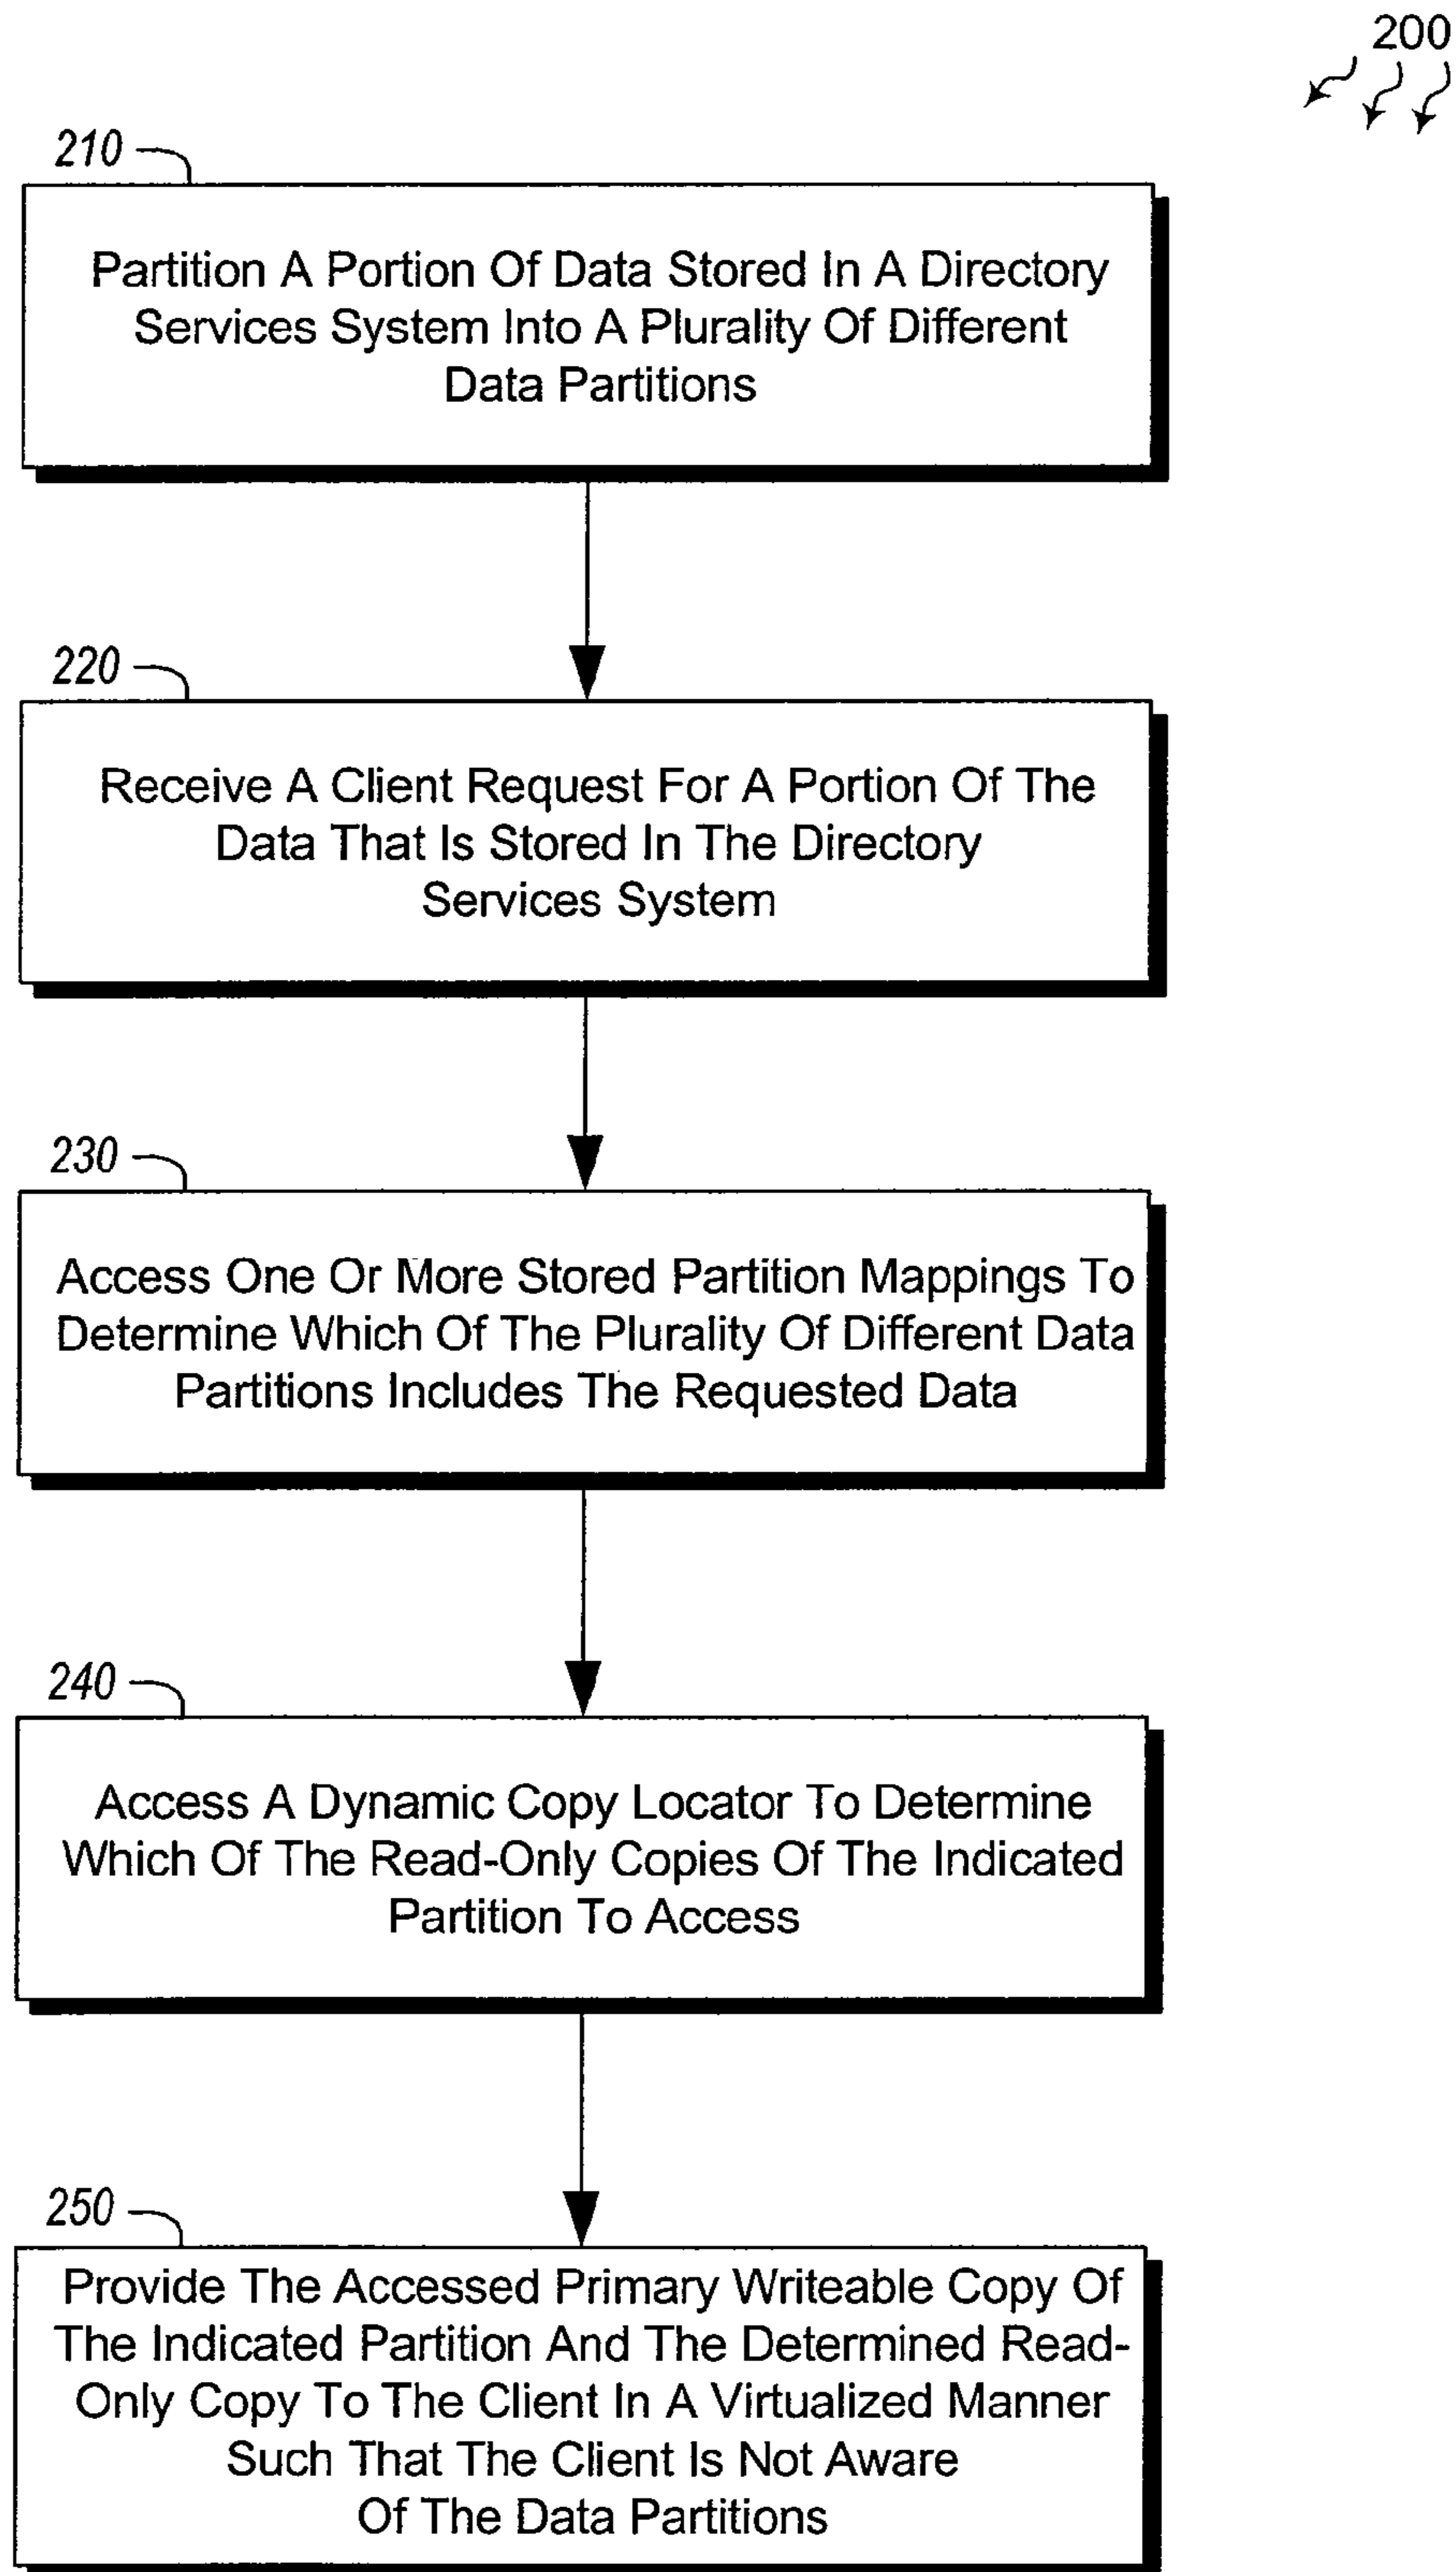 200
210
Partition A Portion Of Data Stored In A Directory
Services System Into A Plurality Of Different
Data Partitions
220
Receive A Client Request For A Portion Of The
Data That Is Stored In The Directory
Services System
230
Access One Or More Stored Partition Mappings To
Determine Which Of The Plurality Of Different Data
Partitions Includes The Requested Data
240
Access A Dynamic Copy Locator To Determine
Which Of The Read-Only Copies Of The Indicated
Partition To Access
250
Provide The Accessed Primary Writeable Copy Of
The Indicated Partition And The Determined Read-
Only Copy To The Client In A Virtualized Manner
Such That The Client Is Not Aware
Of The Data Partitions